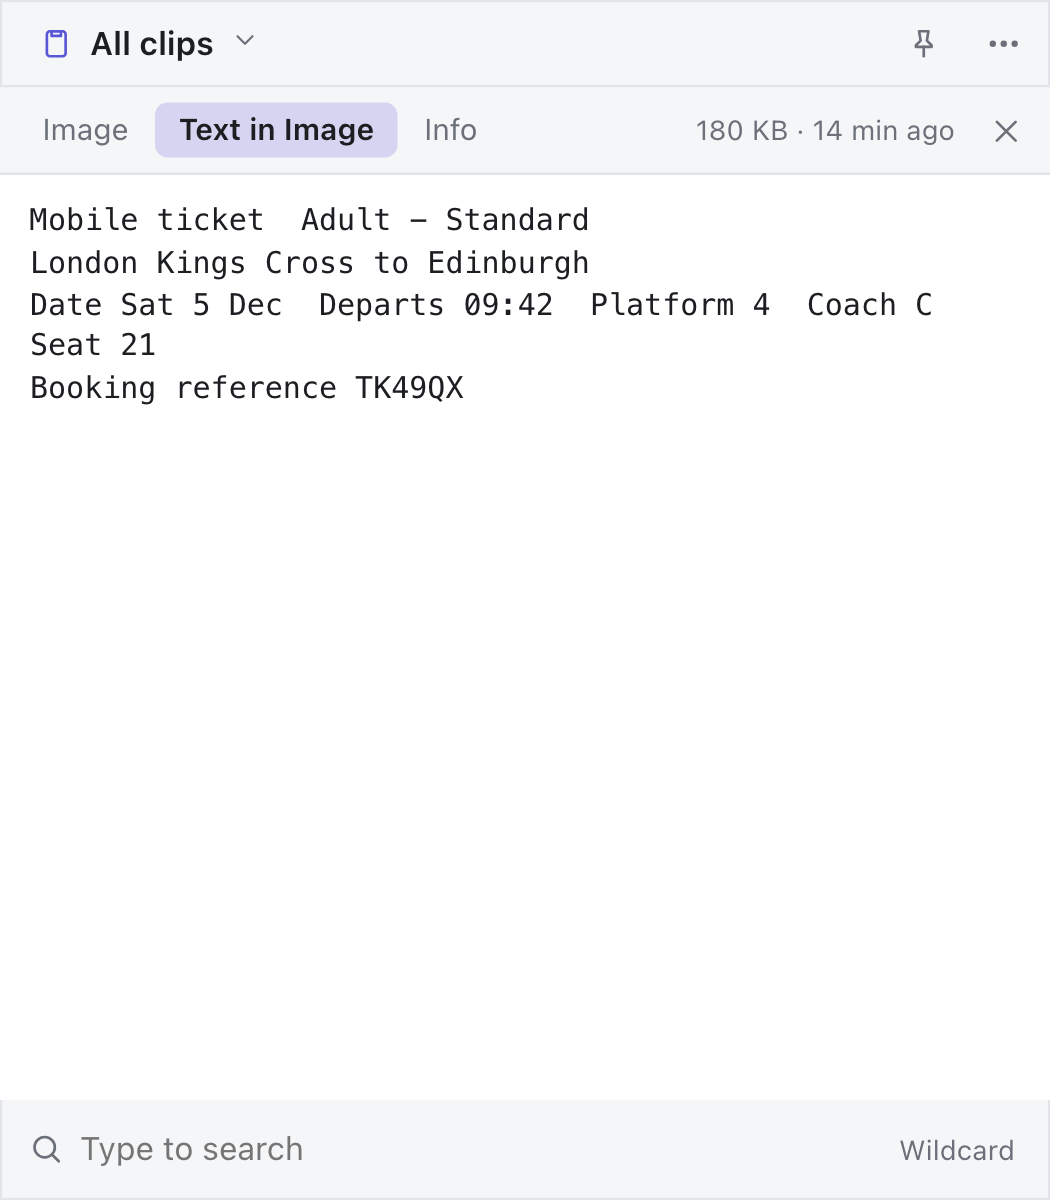 All clips
Image Text in Image Info 180 KB · 14 min ago
Mobile ticket  Adult – Standard
London Kings Cross to Edinburgh
Date Sat 5 Dec  Departs 09:42  Platform 4  Coach C
Seat 21
Booking reference TK49QX
Type to search Wildcard